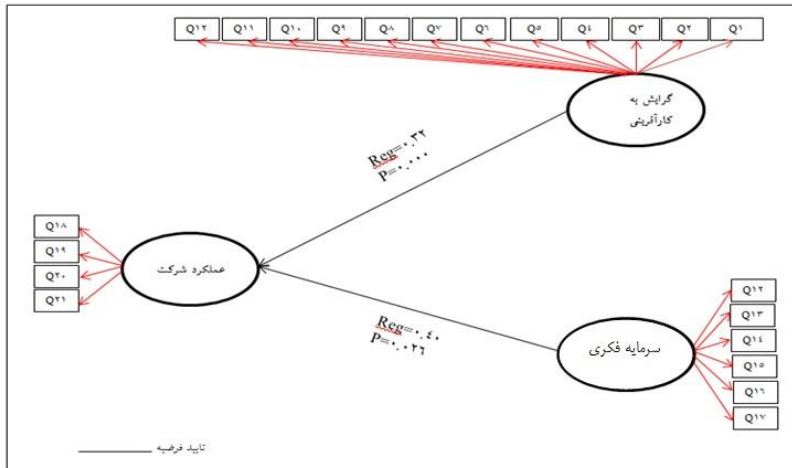 Q۱۲ Q۱۱ Q۱۰ Q۹ Q۸ Q۷ Q۶ Q۵ Q۴ Q۳ Q۲ Q۱
گرایش به
کارآفرینی
Reg=۰.۳۲
P=۰.۰۰۰
Q۱۸
Q۱۹
Q۲۰
Q۲۱
عملکرد شرکت
Reg=۰.٤۰
P=۰.۰۲٦
سرمایه فکری
Q۱۲
Q۱۳
Q۱۴
Q۱۵
Q۱۶
Q۱۷
تایید فرضیه